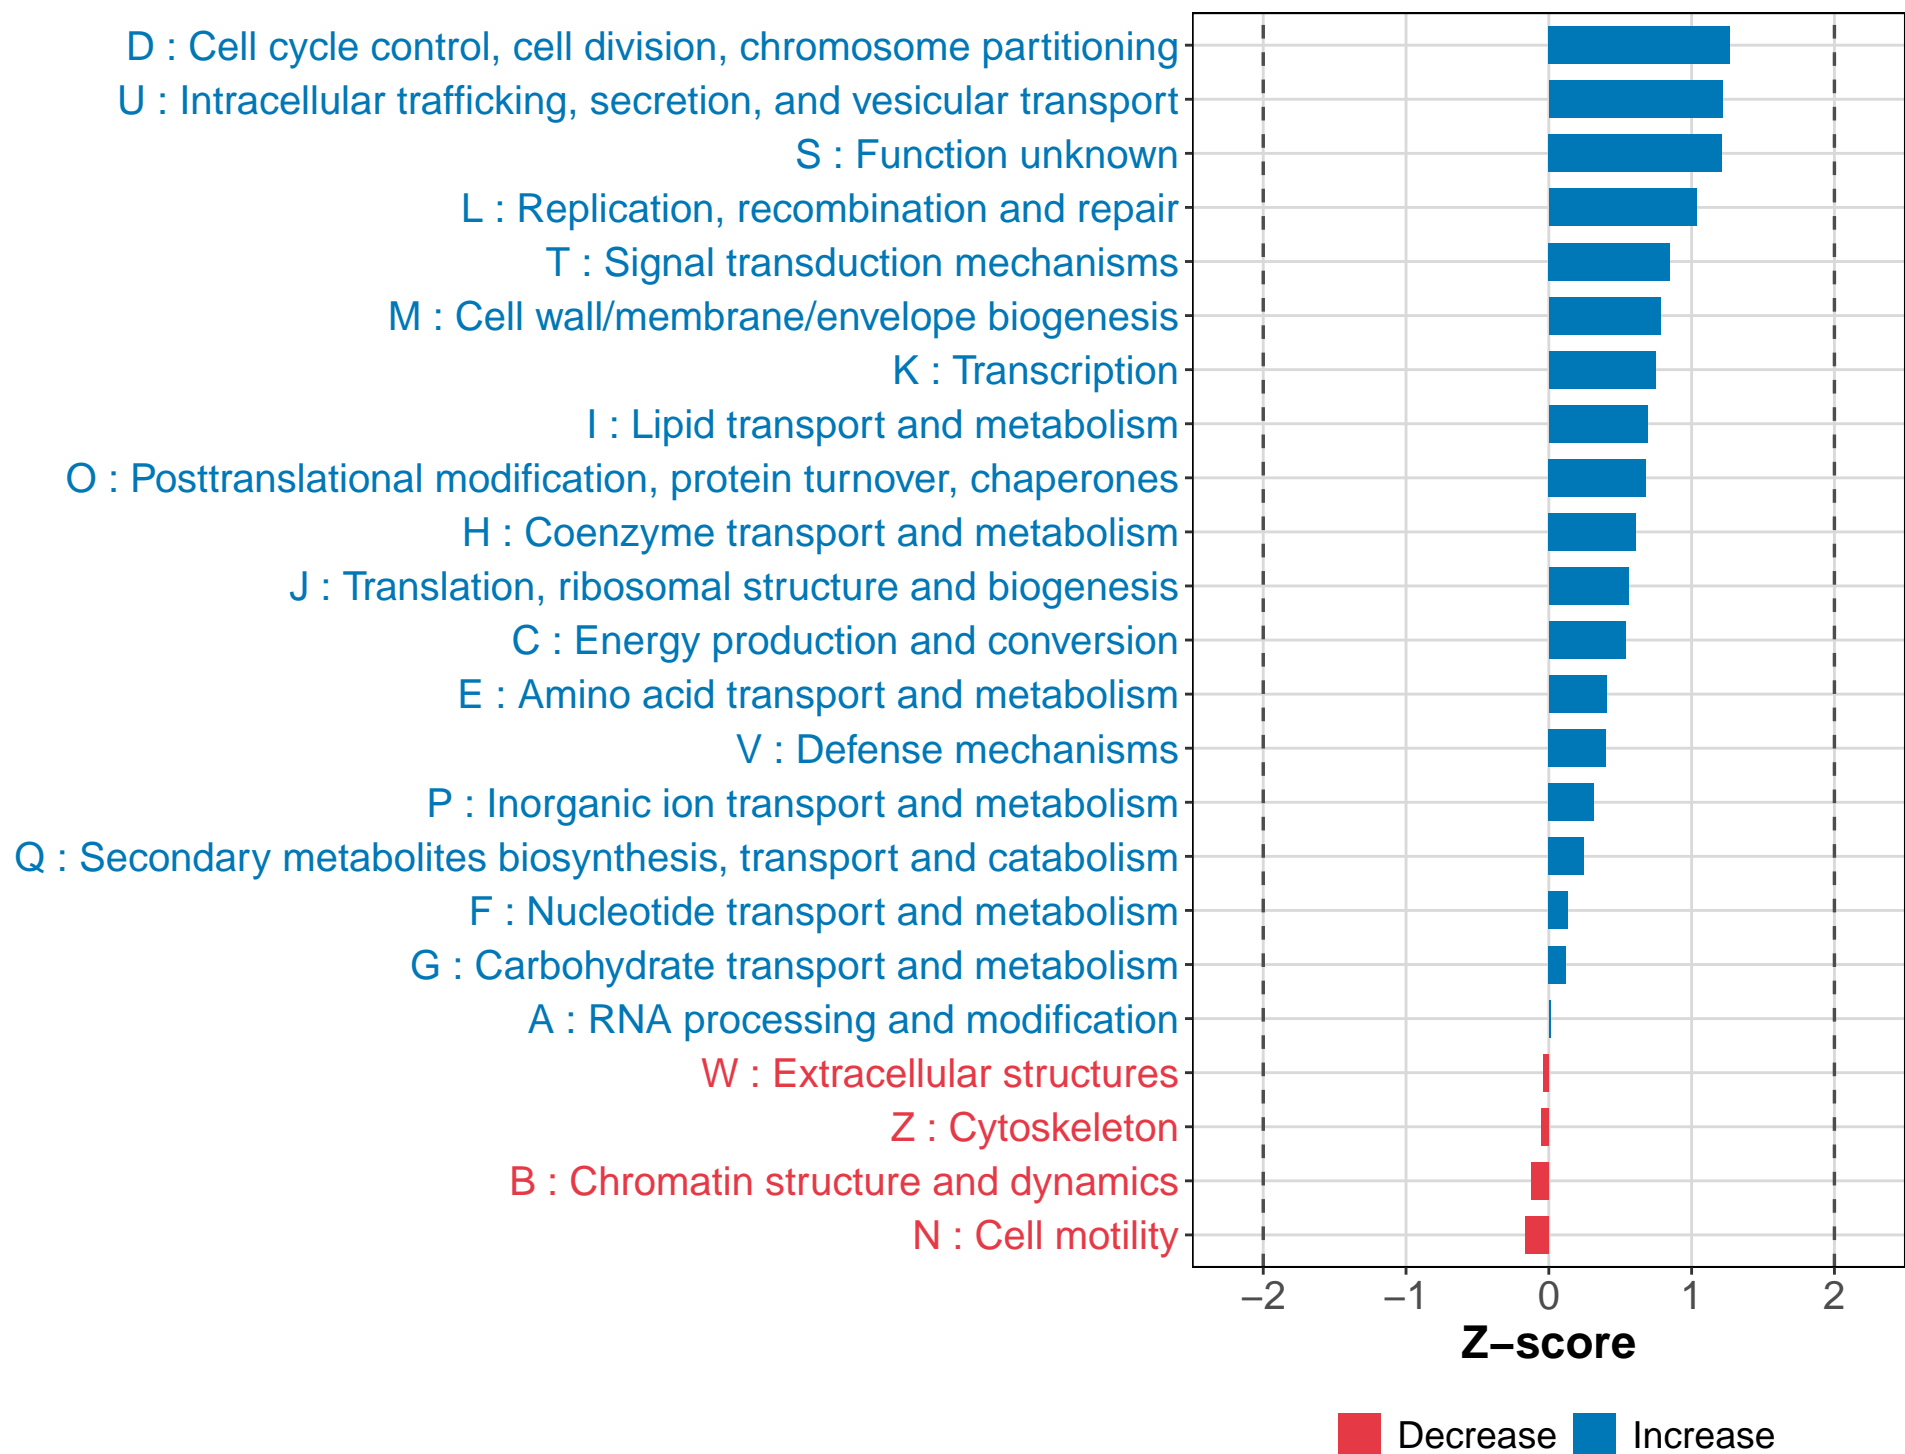 D : Cell cycle control, cell division, chromosome partitioning
U : Intracellular trafficking, secretion, and vesicular transport
S : Function unknown
L : Replication, recombination and repair
T : Signal transduction mechanisms
M : Cell wall/membrane/envelope biogenesis
K : Transcription
I : Lipid transport and metabolism
O : Posttranslational modification, protein turnover, chaperones
H : Coenzyme transport and metabolism
J : Translation, ribosomal structure and biogenesis
C : Energy production and conversion
E : Amino acid transport and metabolism
V : Defense mechanisms
P : Inorganic ion transport and metabolism
Q : Secondary metabolites biosynthesis, transport and catabolism
F : Nucleotide transport and metabolism
G : Carbohydrate transport and metabolism
A : RNA processing and modification
W : Extracellular structures
Z : Cytoskeleton
B : Chromatin structure and dynamics
N : Cell motility
−2 −1 0 1 2
Z−score
Decrease Increase